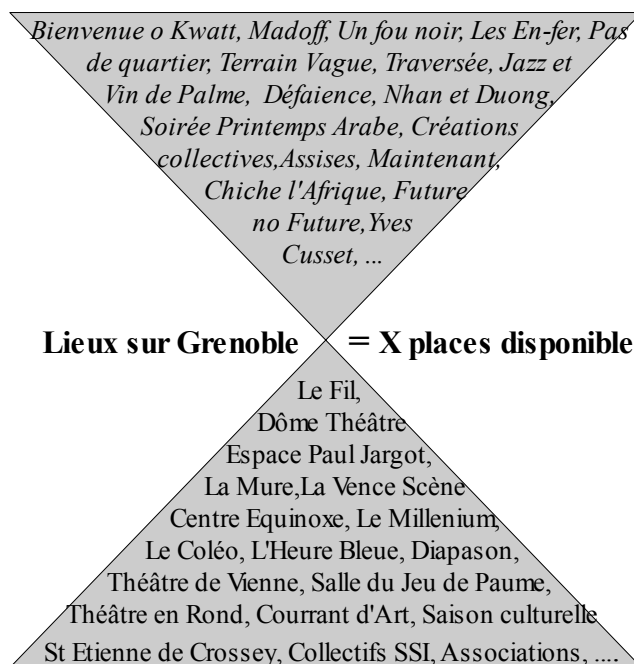 Bienvenue o Kwatt, Madoff, Un fou noir, Les En-fer, Pas
de quartier, Terrain Vague, Traversée, Jazz et
Vin de Palme, Défaience, Nhan et Duong,
Soirée Printemps Arabe, Créations
collectives,Assises, Maintenant,
Chiche l'Afrique, Future
no Future,Yves
Cusset, ...
Lieux sur Grenoble = X places disponible
Le Fil,
Dôme Théâtre
Espace Paul Jargot,
La Mure,La Vence Scène
Centre Equinoxe, Le Millenium,
Le Coléo, L'Heure Bleue, Diapason,
Théâtre de Vienne, Salle du Jeu de Paume,
Théâtre en Rond, Courrant d'Art, Saison culturelle
St Etienne de Crossey, Collectifs SSI, Associations, ....